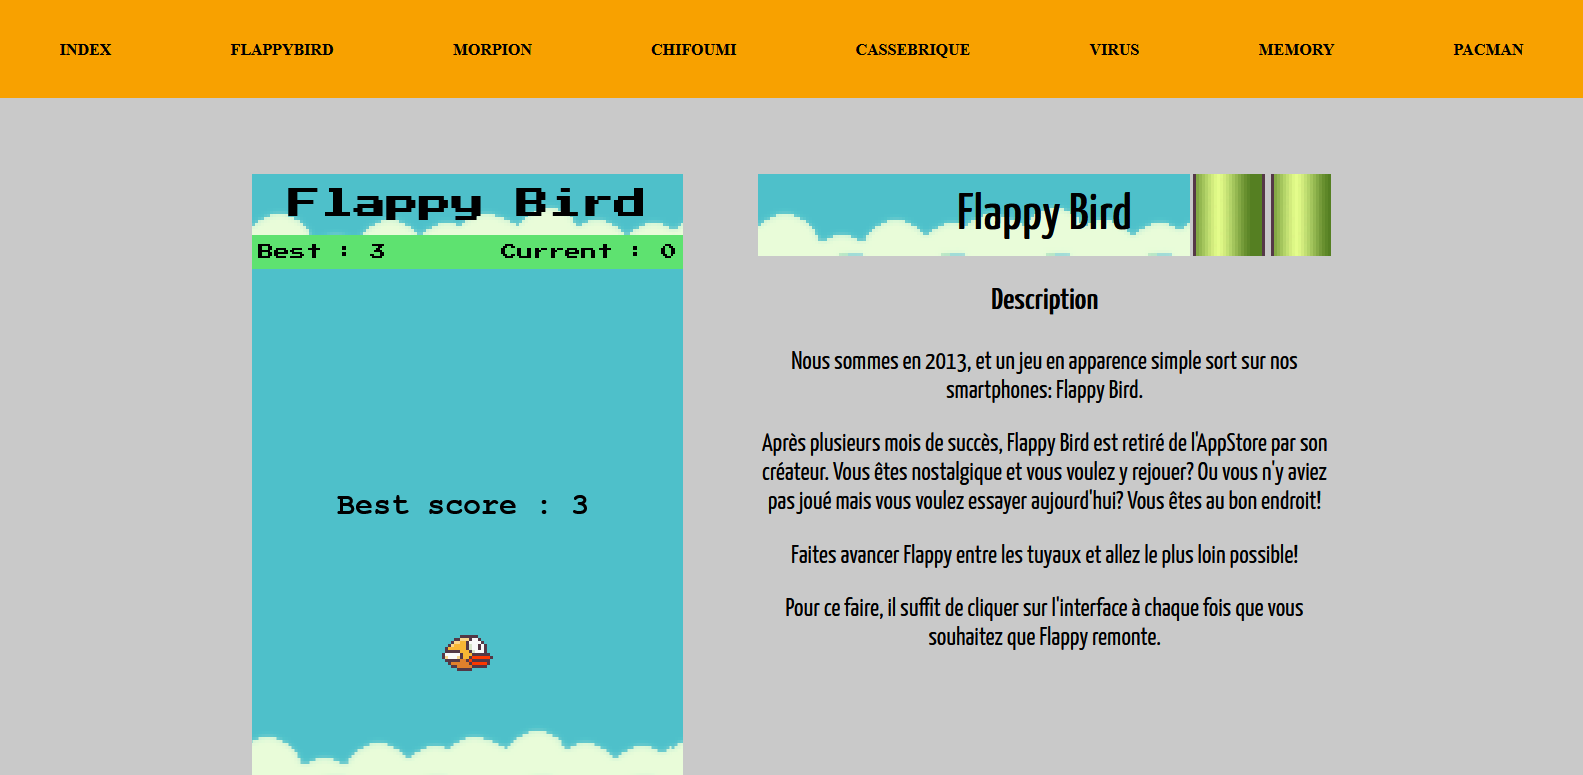 INDEX FLAPPYBIRD MORPION CHIFOUMI CASSEBRIQUE VIRUS MEMORY PACMAN
Flappy Bird
Best : 3 Current : 0
Best score : 3
Flappy Bird
Description
Nous sommes en 2013, et un jeu en apparence simple sort sur nos
smartphones: Flappy Bird.
Après plusieurs mois de succès, Flappy Bird est retiré de l'AppStore par son
créateur. Vous êtes nostalgique et vous voulez y rejouer? Ou vous n'y aviez
pas joué mais vous voulez essayer aujourd'hui? Vous êtes au bon endroit!
Faites avancer Flappy entre les tuyaux et allez le plus loin possible!
Pour ce faire, il suffit de cliquer sur l'interface à chaque fois que vous
souhaitez que Flappy remonte.